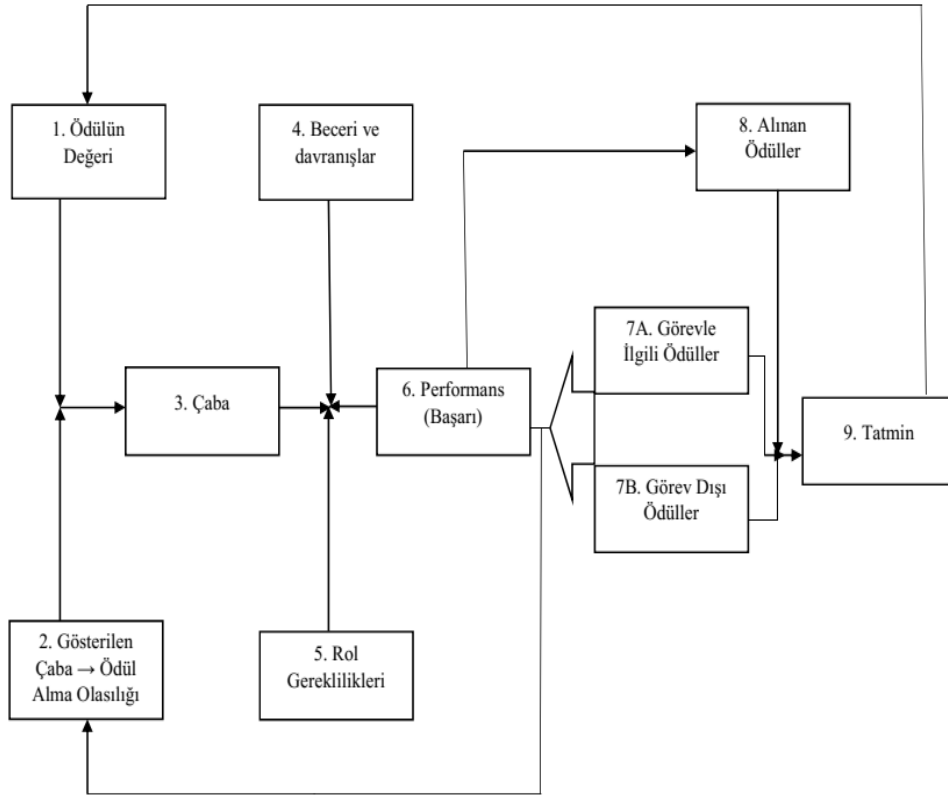 1. Ödülün
Değeri
4. Beceri ve
davranışlar
8. Alınan
Ödüller
3. Çaba
6. Performans
(Başarı)
7A. Görevle
İlgili Ödüller
7B. Görev Dışı
Ödüller
9. Tatmin
2. Gösterilen
Çaba → Ödül
Alma Olasılığı
5. Rol
Gereklilikleri